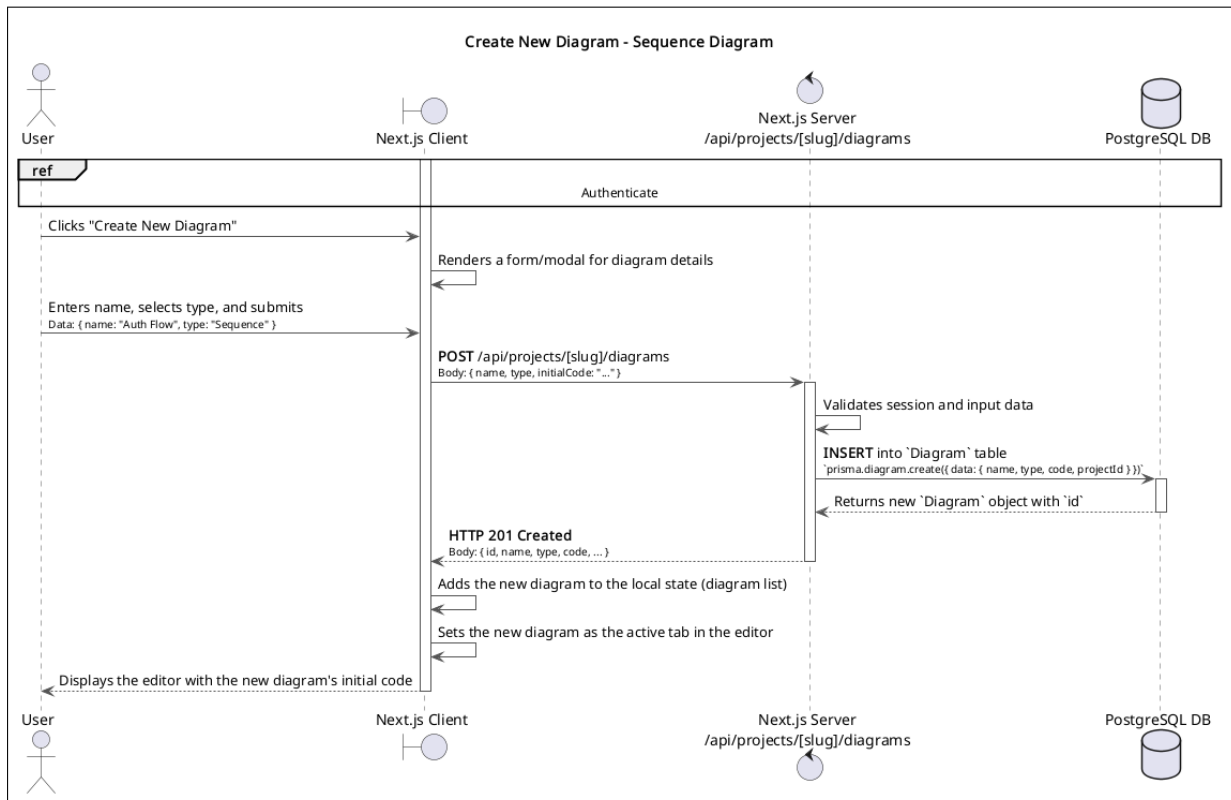 Create New Diagram - Sequence Diagram
User
Next.js Client
Next.js Server
/api/projects/[slug]/diagrams
PostgreSQL DB
ref
Authenticate
Clicks "Create New Diagram"
Renders a form/modal for diagram details
Enters name, selects type, and submits
Data: { name: "Auth Flow", type: "Sequence" }
POST /api/projects/[slug]/diagrams
Body: { name, type, initialCode: "..." }
Validates session and input data
INSERT into `Diagram` table
`prisma.diagram.create({ data: { name, type, code, projectId } })`
Returns new `Diagram` object with `id`
HTTP 201 Created
Body: { id, name, type, code, ... }
Adds the new diagram to the local state (diagram list)
Sets the new diagram as the active tab in the editor
Displays the editor with the new diagram's initial code
User
Next.js Client
Next.js Server
/api/projects/[slug]/diagrams
PostgreSQL DB